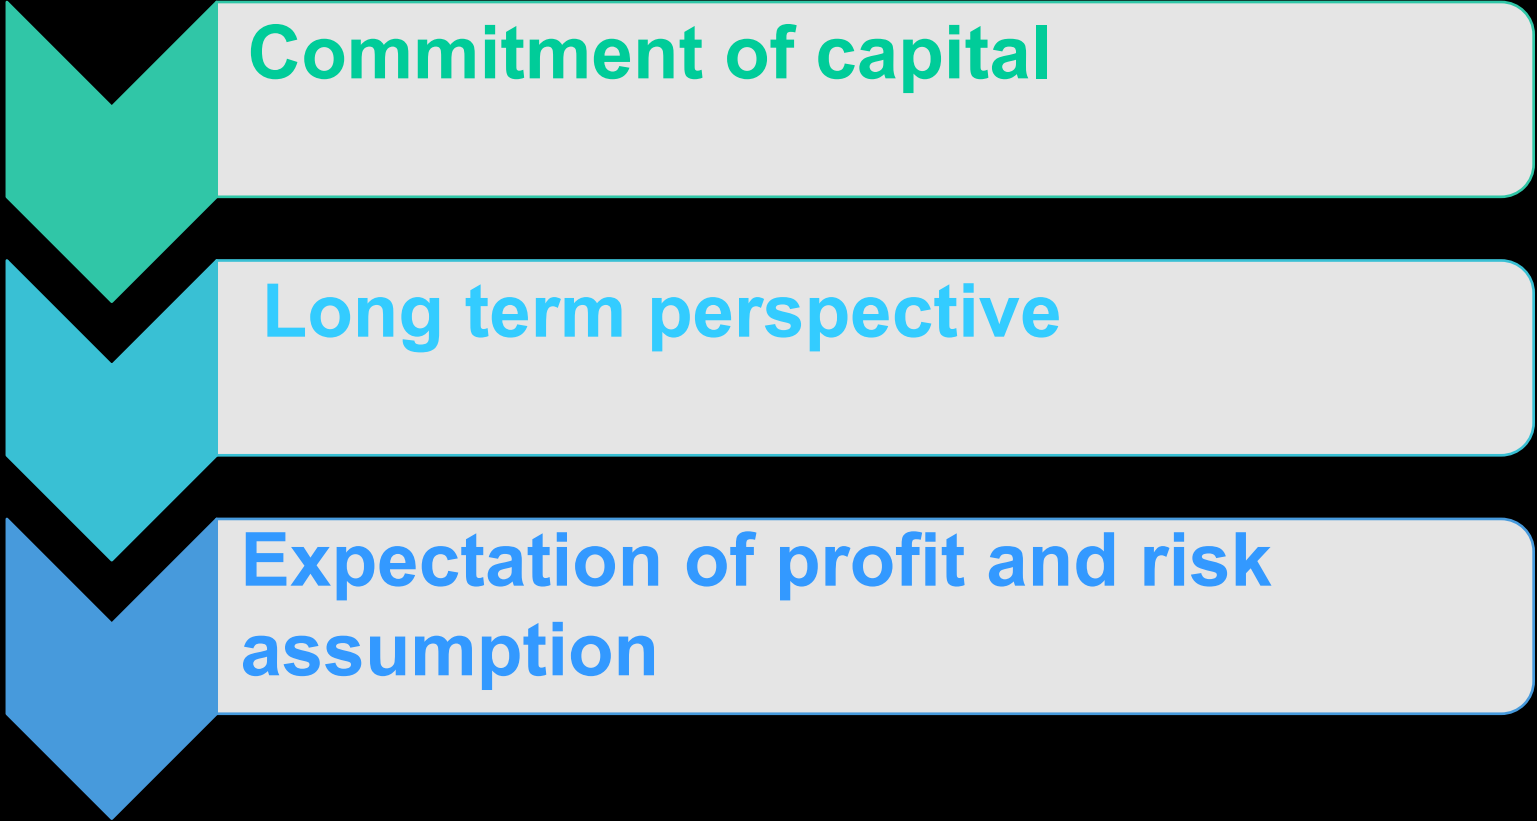 Commitment of capital
Long term perspective
Expectation of profit and risk
assumption